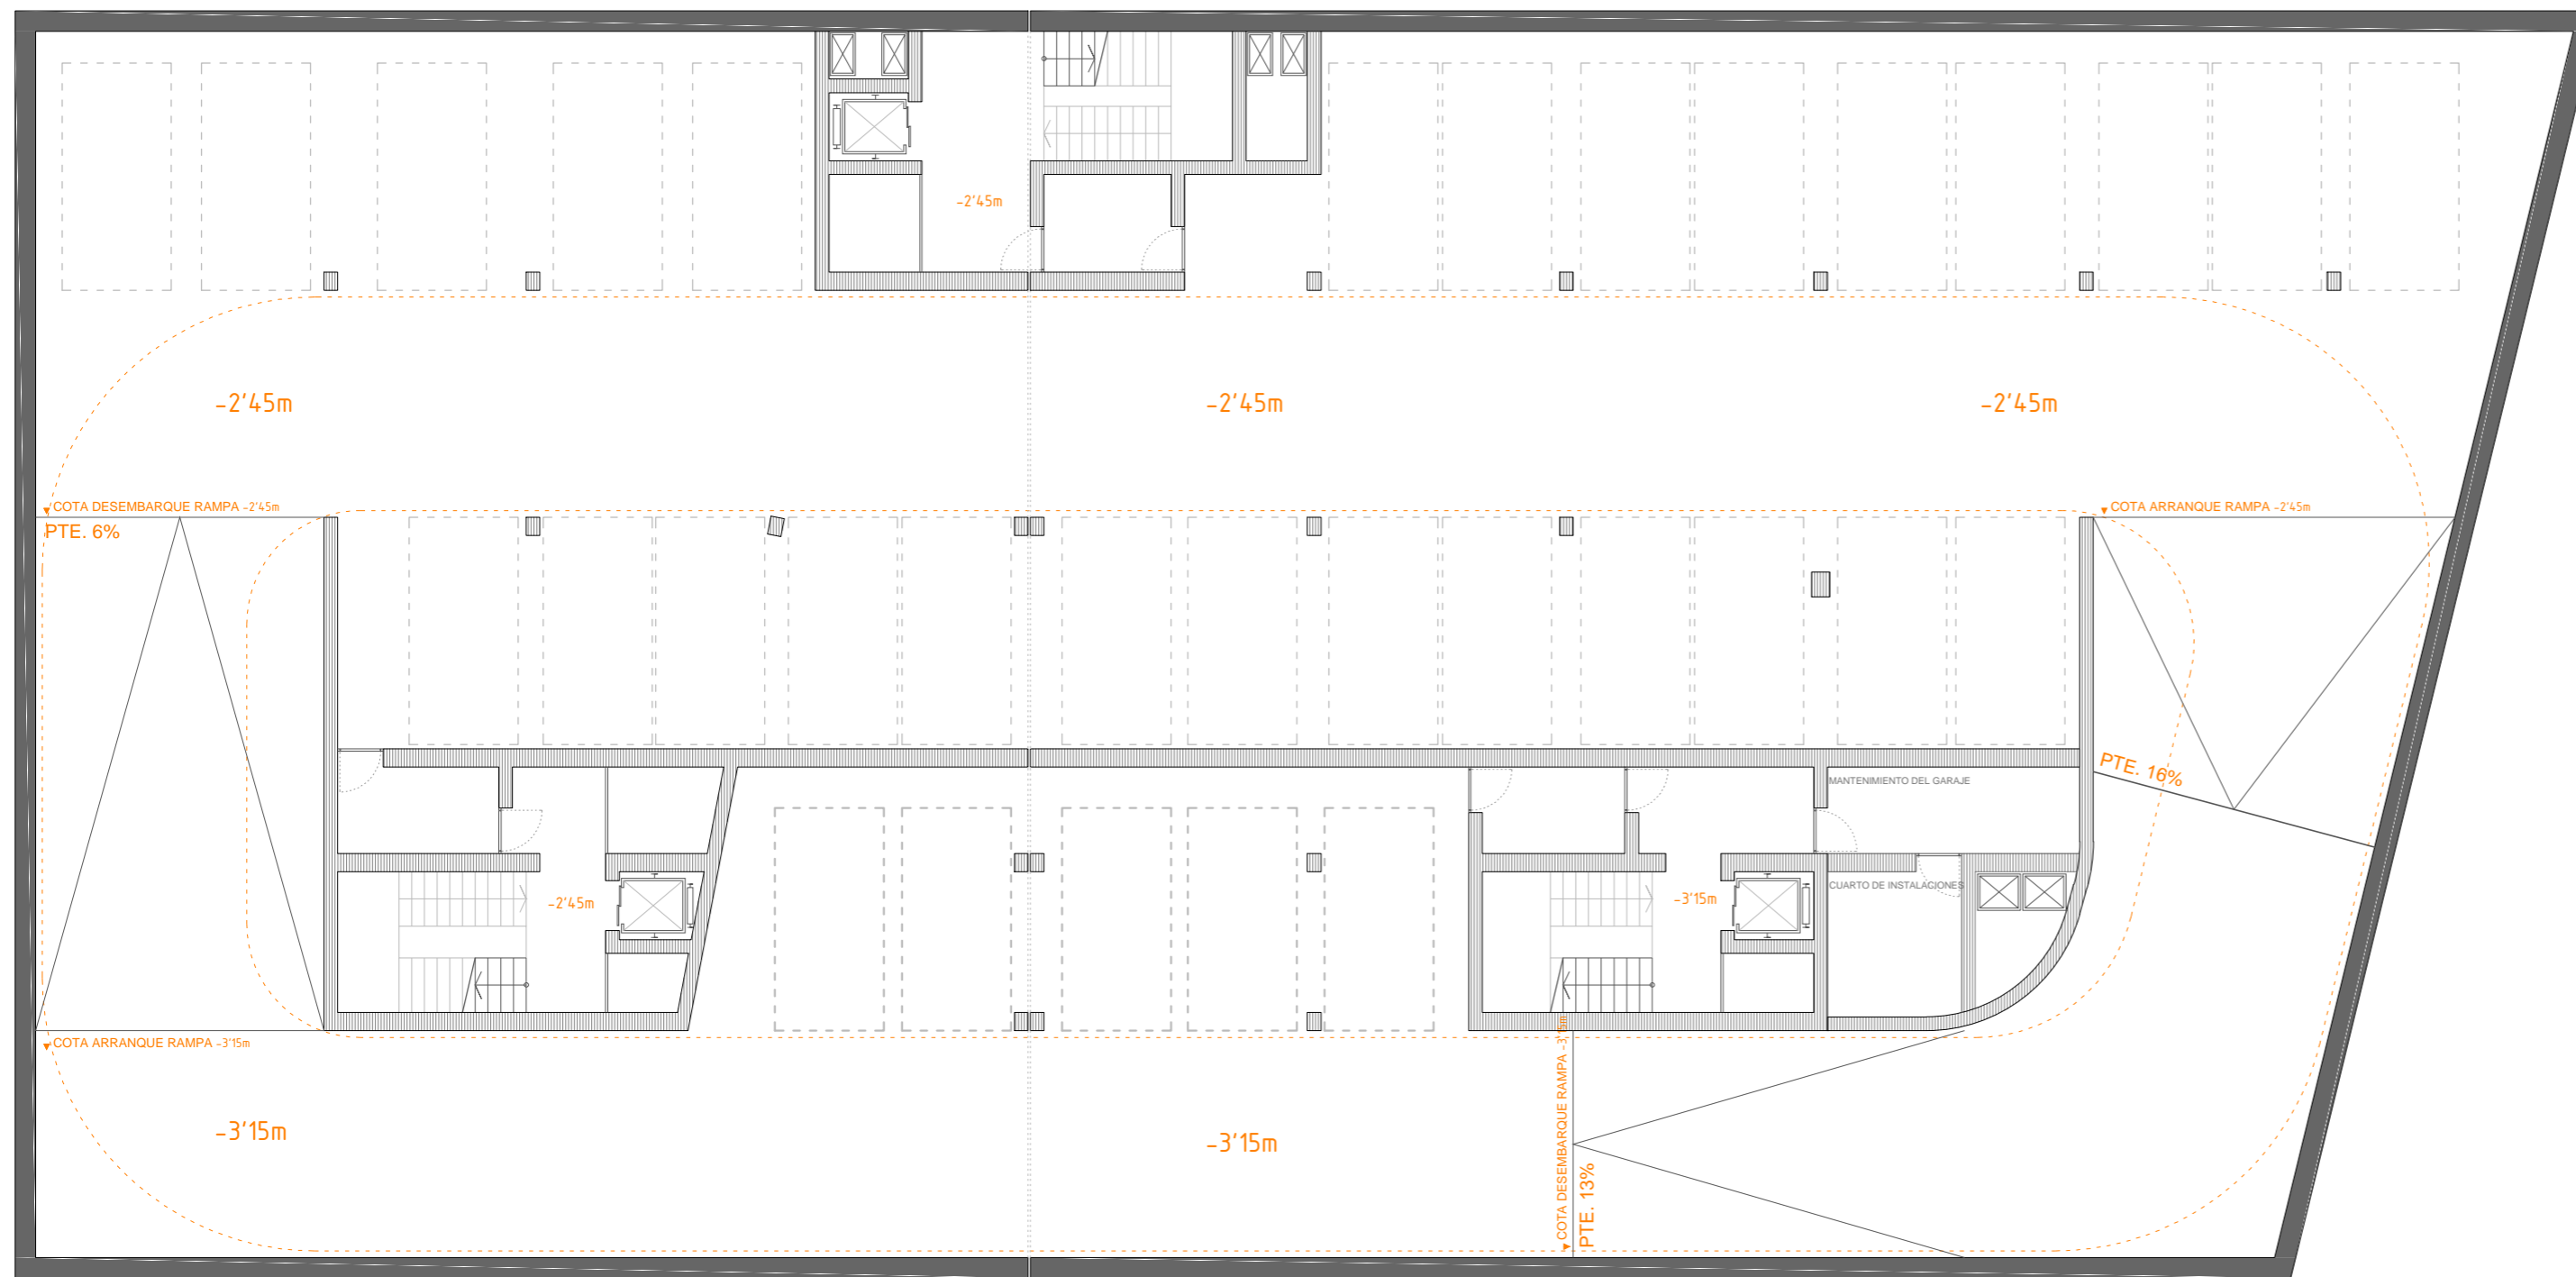 -2'45m
-2'45m
-2'45m
-2'45m
COTA DESEMBARQUE RAMPA -2'45m
PTE. 6%
COTA ARRANQUE RAMPA -2'45m
PTE. 16%
MANTENIMIENTO DEL GARAJE
CUARTO DE INSTALACIONES
-2'45m
-3'15m
COTA ARRANQUE RAMPA -3'15m
COTA DESEMBARQUE RAMPA -3'15m
PTE. 13%
-3'15m
-3'15m